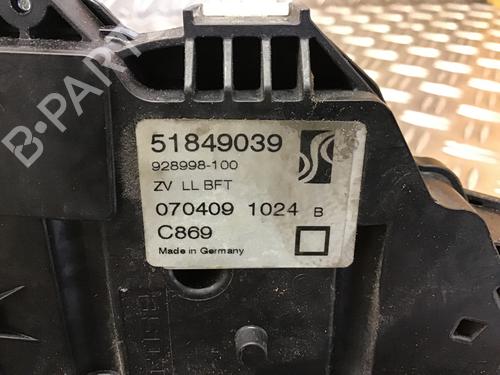 B-PARTS
51849039
928998-100
ZV LL BFT
070409 1024 B
C869
Made in Germany